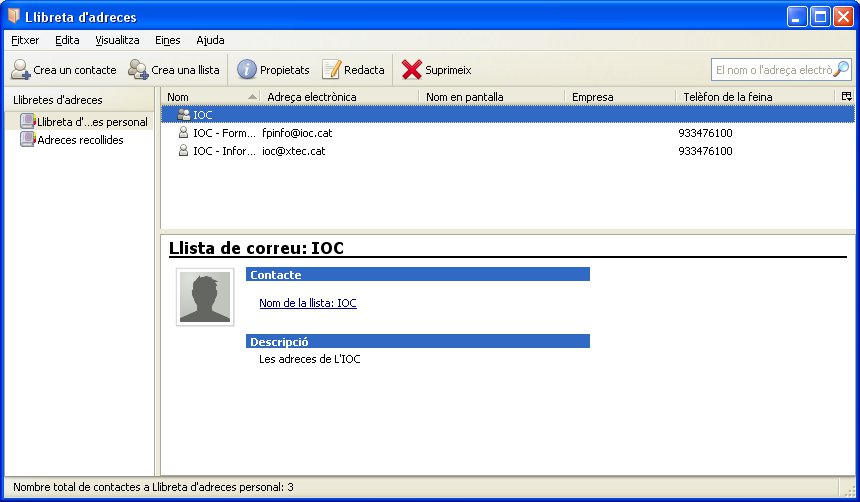 Llibreta d'adreces
Fitxer Edita Visualitza Eines Ajuda
Crea un contacte Crea una llista Propietats Redacta Suprimeix El nom o l'adreça electrò
Llibretes d'adreces
Llibreta d'...es personal
Adreces recollides
Nom Adreça electrònica Nom en pantalla Empresa Telèfon de la feina
IOC
IOC - Form... fpinfo@ioc.cat 933476100
IOC - Infor... ioc@xtec.cat 933476100
Llista de correu: IOC
Contacte
Nom de la llista: IOC
Descripció
Les adreces de L'IOC
Nombre total de contactes a Llibreta d'adreces personal: 3